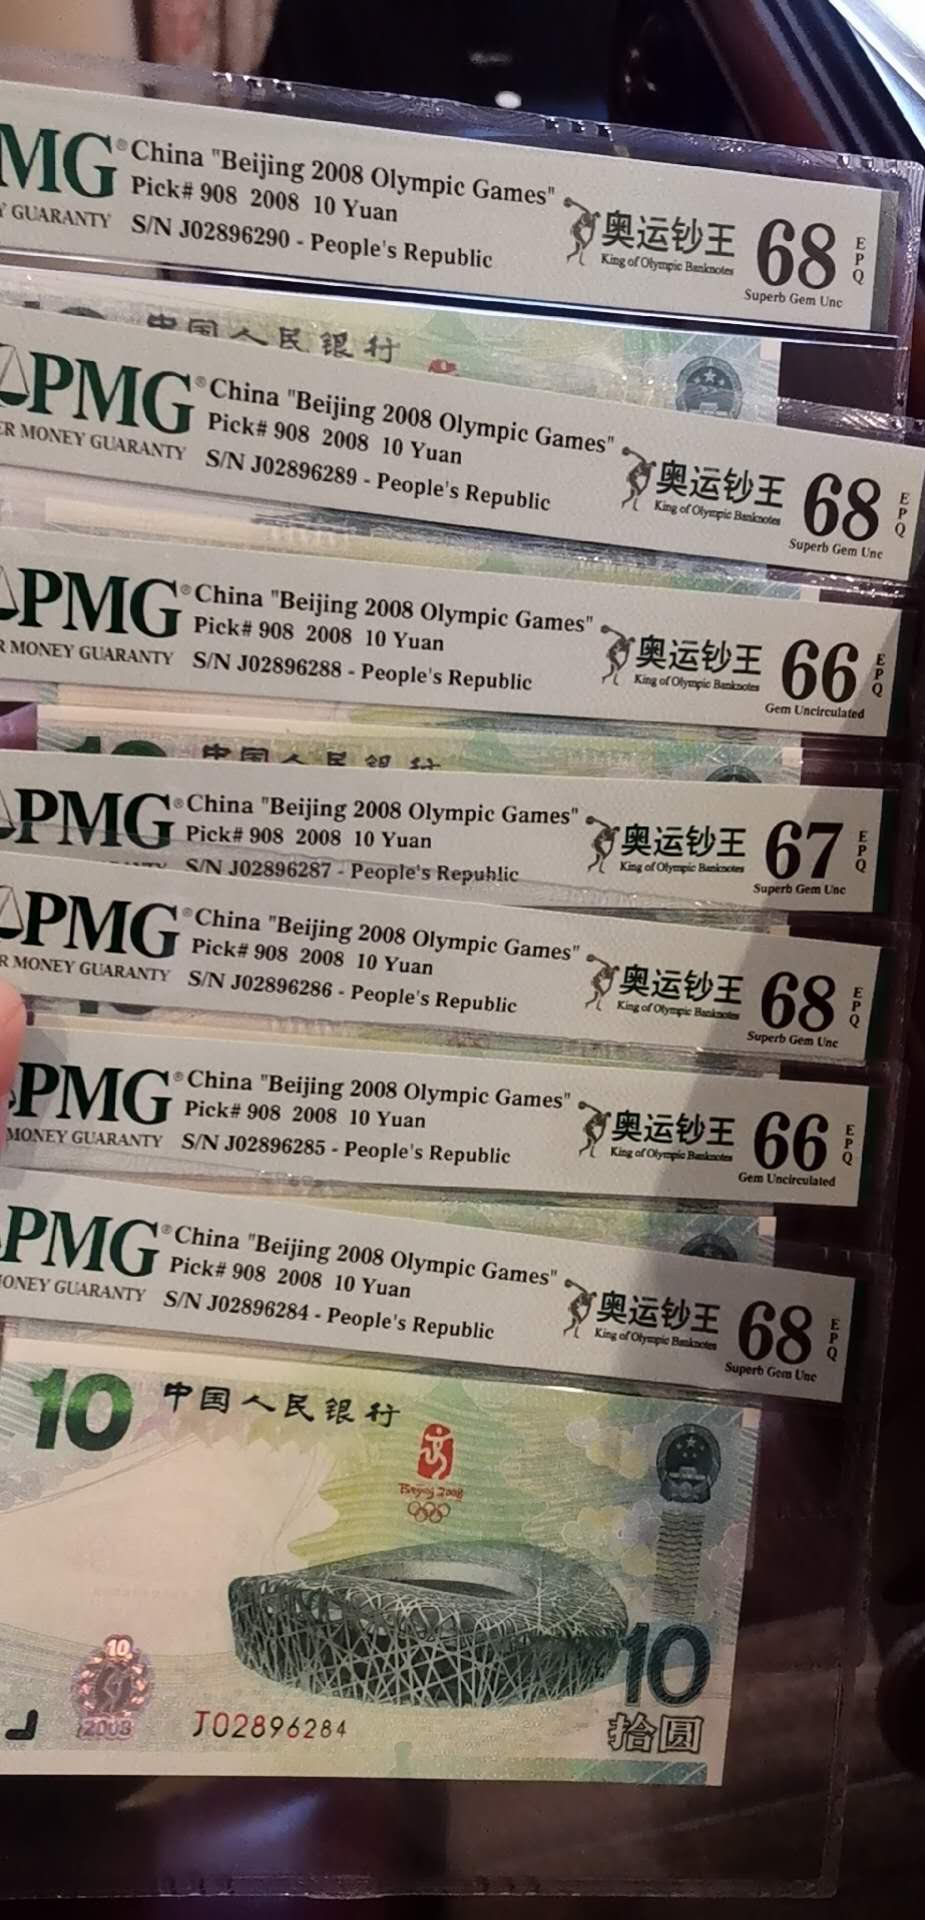 MG® China "Beijing 2008 Olympic Games"
Pick# 908 2008 10 Yuan
Y GUARANTY S/N J02896290 - People's Republic
奥运钞王
King of Olympic Banknotes
68 EPQ
Superb Gem Unc
中国人民银行
PMG® China "Beijing 2008 Olympic Games"
Pick# 908 2008 10 Yuan
ER MONEY GUARANTY S/N J02896289 - People's Republic
奥运钞王
King of Olympic Banknotes
68 EPQ
Superb Gem Unc
PMG® China "Beijing 2008 Olympic Games"
Pick# 908 2008 10 Yuan
R MONEY GUARANTY S/N J02896288 - People's Republic
奥运钞王
King of Olympic Banknotes
66 EPQ
Gem Uncirculated
10 中国人民银行
PMG® China "Beijing 2008 Olympic Games"
Pick# 908 2008 10 Yuan
S/N J02896287 - People's Republic
奥运钞王
King of Olympic Banknotes
67 EPQ
Superb Gem Unc
PMG® China "Beijing 2008 Olympic Games"
Pick# 908 2008 10 Yuan
R MONEY GUARANTY S/N J02896286 - People's Republic
奥运钞王
King of Olympic Banknotes
68 EPQ
Superb Gem Unc
PMG® China "Beijing 2008 Olympic Games"
Pick# 908 2008 10 Yuan
MONEY GUARANTY S/N J02896285 - People's Republic
奥运钞王
King of Olympic Banknotes
66 EPQ
Gem Uncirculated
PMG® China "Beijing 2008 Olympic Games"
Pick# 908 2008 10 Yuan
ONEY GUARANTY S/N J02896284 - People's Republic
奥运钞王
King of Olympic Banknotes
68 EPQ
Superb Gem Unc
10 中国人民银行
Beijing 2008
10
2008
J02896284
10
拾圆